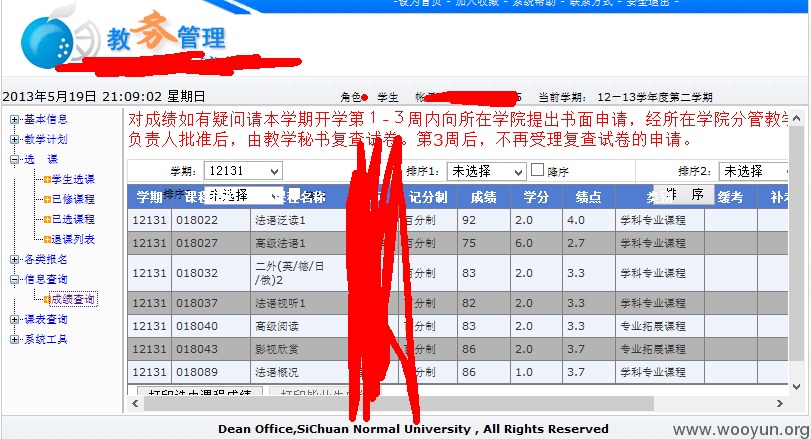 -设为首页 - 加入收藏 - 系统帮助 - 联系方式 - 安全退出 -
教务管理
2013年5月19日 21:09:02 星期日 角色 学生 帐 5 当前学期： 12－13学年度第二学期
基本信息
教学计划
选 课
学生选课
已修课程
已选课程
退课列表
各类报名
信息查询
成绩查询
课表查询
系统工具
对成绩如有疑问请本学期开学第1-3周内向所在学院提出书面申请，经所在学院分管教学
负责人批准后，由教学秘书复查试卷。第3周后，不再受理复查试卷的申请。
学期： 12131 排序1： 未选择 降序 排序2： 未选择
排序 未选择 排 序
学期 课程 课程名称 记分制 成绩 学分 绩点 类别 缓考 补考
12131 018022 法语泛读1 百分制 92 2.0 4.0 学科专业课程
12131 018027 高级法语1 百分制 75 6.0 2.7 学科专业课程
12131 018032 二外(英/德/日/俄)2 百分制 83 2.0 3.3 学科专业课程
12131 018037 法语视听1 百分制 82 2.0 3.3 学科专业课程
12131 018040 高级阅读 百分制 83 2.0 3.3 专业拓展课程
12131 018043 影视欣赏 百分制 86 2.0 3.7 专业拓展课程
12131 018089 法语概况 百分制 86 1.0 3.7 学科专业课程
打印选中课程成绩
Dean Office,SiChuan Normal University , All Rights Reserved
www.wooyun.org